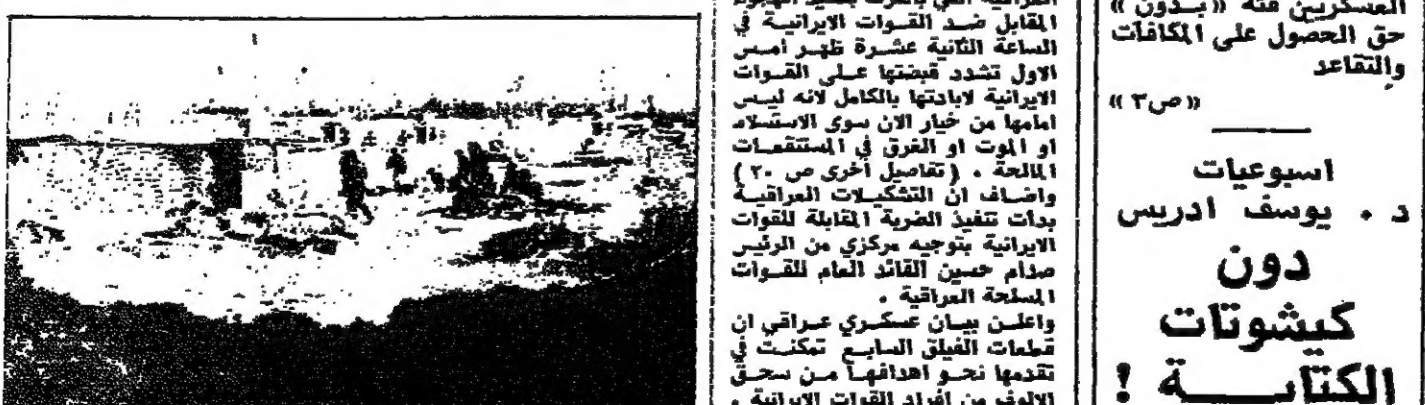 العسكريين فئة «بـدون»
حق الحصول على المكافآت
والتقاعد
«ص٣»
اسبوعيات
د . يوسف ادريس
دون
كيشوتات
الكتابـــة !
المقابل ضد القوات الايرانية في
الساعة الثانية عشرة ظهر امس
الاول تشدد قبضتها على القوات
الايرانية لابادتها بالكامل لانه ليس
امامها من خيار الان سوى الاستسلام
او الموت او الغرق في المستنقعات
المالحة . ( تفاصيل أخرى ص ٢٠ )
واضاف ان التشكيلات العراقية
بدات تنفيذ الضربة المقابلة للقوات
الايرانية بتوجيه مركزي من الرئيس
صدام حسين القائد العام للقوات
المسلحة العراقية .
واعلن بيان عسكري عراقي ان
قطعات الفيلق السابع تمكنت في
تقدمها نحو اهدافها من سحق
الالوف من افراد القوات الايرانية .